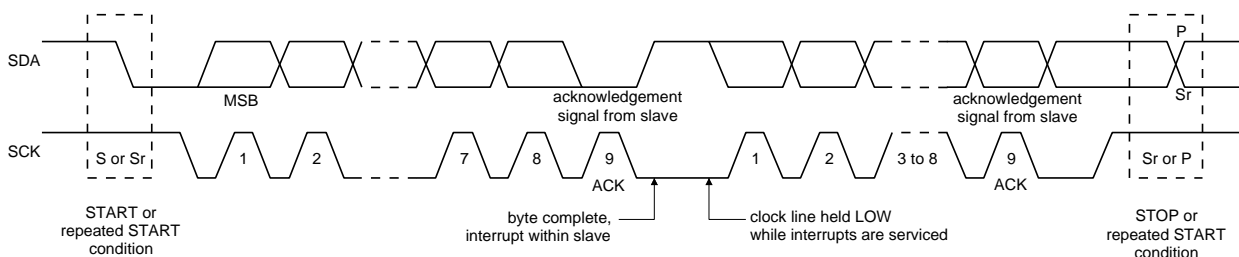 P
SDA
MSB
acknowledgement
signal from slave
acknowledgement
signal from slave
Sr
SCK
S or Sr
1
2
7
8
9
1
2
3 to 8
9
Sr or P
ACK
ACK
START or
repeated START
condition
byte complete,
interrupt within slave
clock line held LOW
while interrupts are serviced
STOP or
repeated START
condition